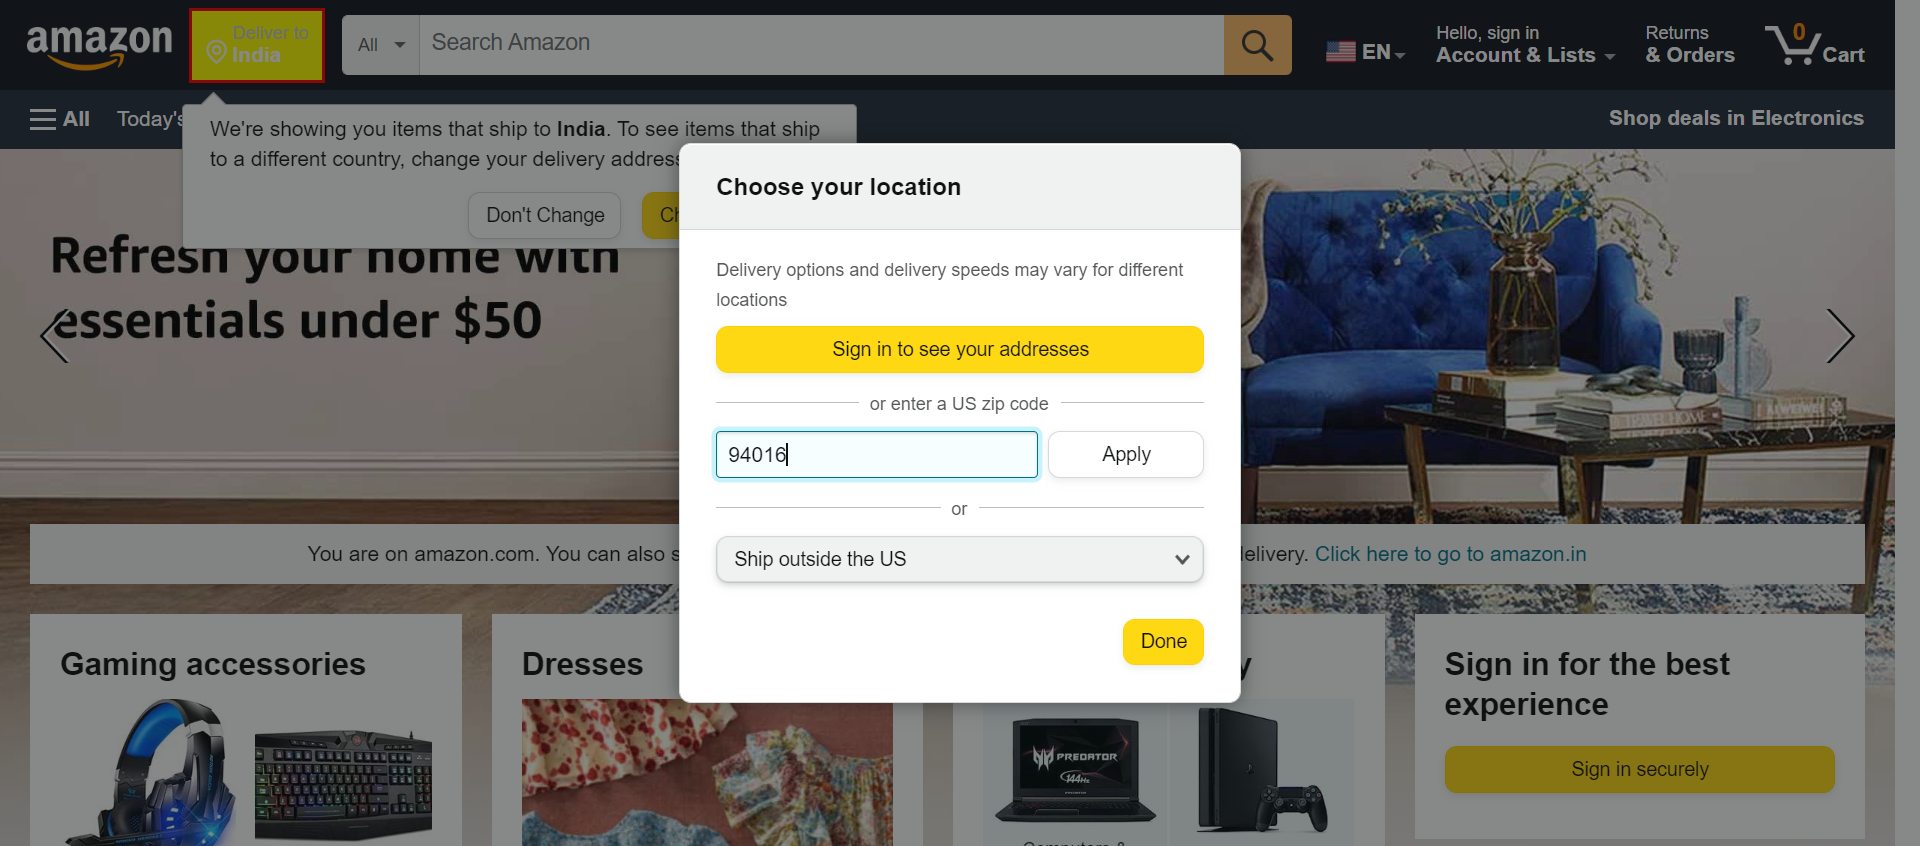 amazon
Deliver to
India
All
Search Amazon
EN
Hello, sign in
Account & Lists
Returns
& Orders
0
Cart
All
Today's
Shop deals in Electronics
We're showing you items that ship to India. To see items that ship
to a different country, change your delivery address
Don't Change
Choose your location
Delivery options and delivery speeds may vary for different
locations
Sign in to see your addresses
or enter a US zip code
94016
Apply
or
Ship outside the US
Done
Refresh your home with
essentials under $50
You are on amazon.com. You can also
delivery. Click here to go to amazon.in
Gaming accessories
Dresses
PREDATOR
144Hz
Sign in for the best
experience
Sign in securely